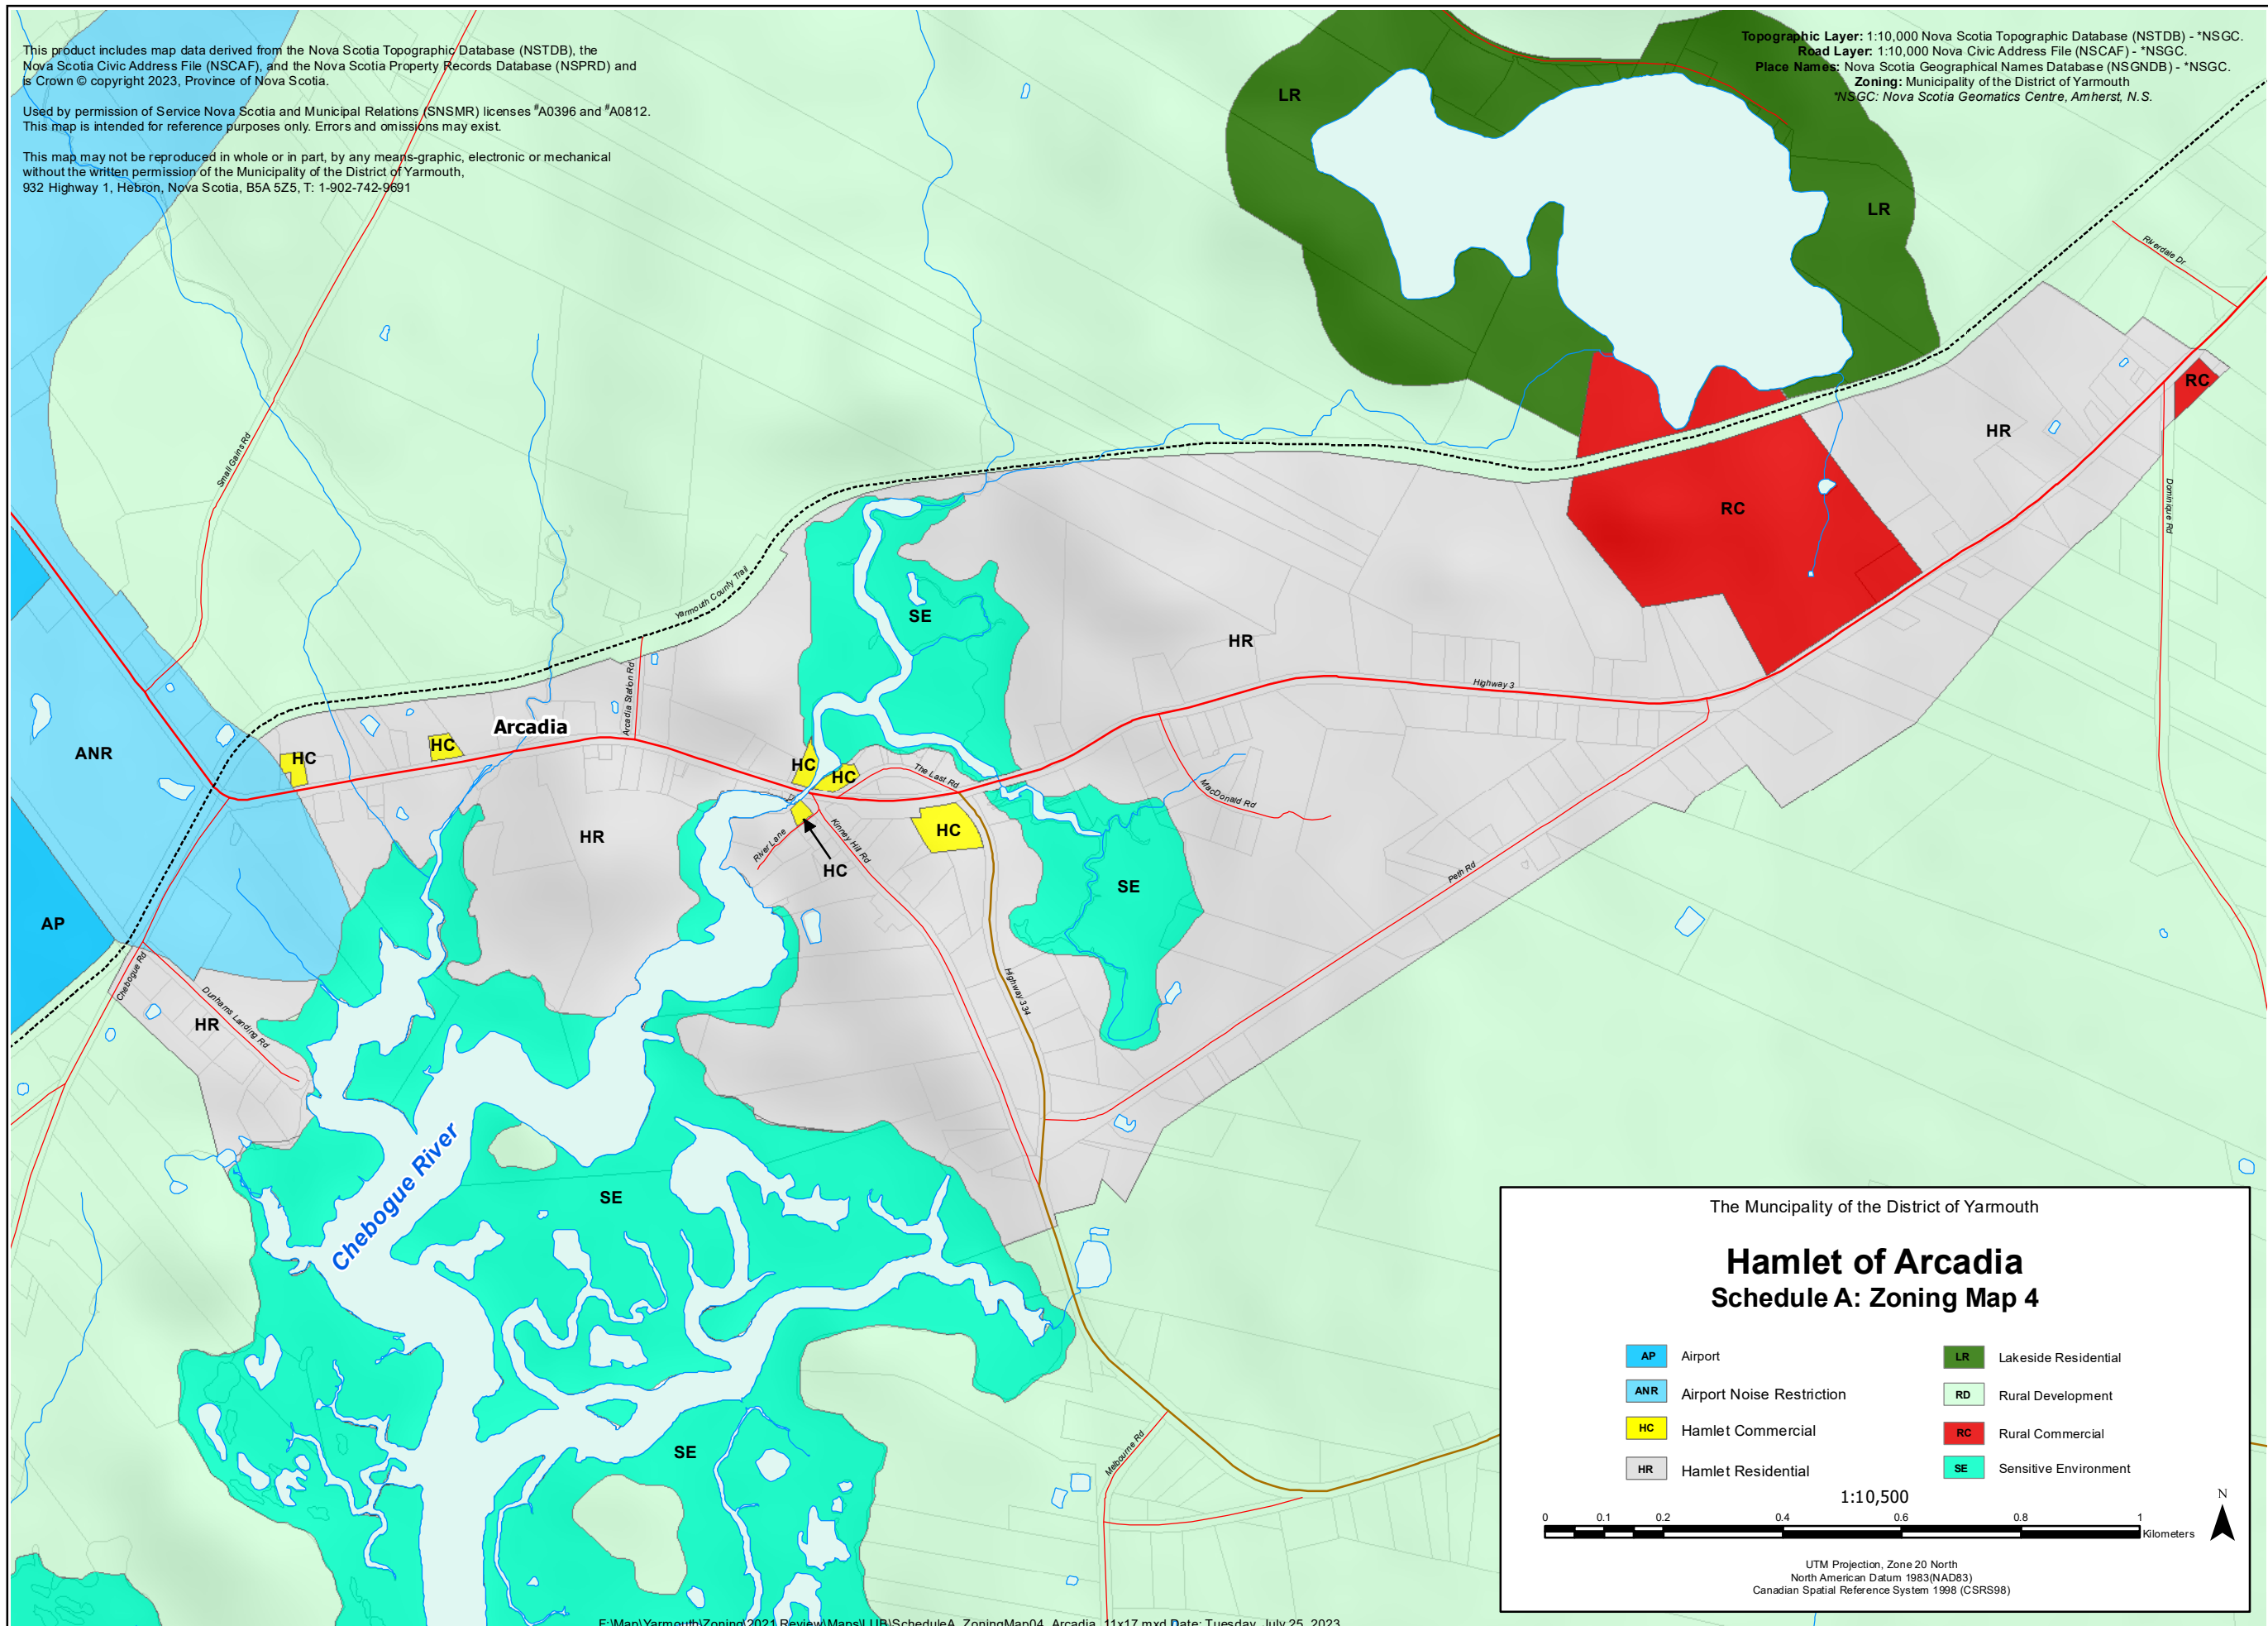 This product includes map data derived from the Nova Scotia Topographic Database (NSTDB), the
Nova Scotia Civic Address File (NSCAF), and the Nova Scotia Property Records Database (NSPRD) and
is Crown © copyright 2023, Province of Nova Scotia.
Used by permission of Service Nova Scotia and Municipal Relations (SNSMR) licenses #A0396 and #A0812.
This map is intended for reference purposes only. Errors and omissions may exist.
This map may not be reproduced in whole or in part, by any means-graphic, electronic or mechanical
without the written permission of the Municipality of the District of Yarmouth,
932 Highway 1, Hebron, Nova Scotia, B5A 5Z5, T: 1-902-742-9691
Topographic Layer: 1:10,000 Nova Scotia Topographic Database (NSTDB) - *NSGC.
Road Layer: 1:10,000 Nova Civic Address File (NSCAF) - *NSGC.
Place Names: Nova Scotia Geographical Names Database (NSGNDB) - *NSGC.
Zoning: Municipality of the District of Yarmouth
*NSGC: Nova Scotia Geomatics Centre, Amherst, N.S.
LR
LR
Riverdale Dr
RC
HR
Small Gains Rd
RC
Dominique Rd
Yarmouth County Trail
SE
HR
Arcadia Station Rd
Highway 3
Arcadia
ANR
HC
HC
HC
HC
The Last Rd
MacDonald Rd
HR
HC
River Lane
Kinney Hill Rd
HC
Peth Rd
SE
AP
Chebogue Rd
Dunhams Landing Rd
HR
Highway 334
Chebogue River
SE
SE
Melbourne Rd
The Muncipality of the District of Yarmouth
Hamlet of Arcadia
Schedule A: Zoning Map 4
AP Airport
ANR Airport Noise Restriction
HC Hamlet Commercial
HR Hamlet Residential
LR Lakeside Residential
RD Rural Development
RC Rural Commercial
SE Sensitive Environment
1:10,500
N
0 0.1 0.2 0.4 0.6 0.8 1
Kilometers
UTM Projection, Zone 20 North
North American Datum 1983(NAD83)
Canadian Spatial Reference System 1998 (CSRS98)
F:\Map\Yarmouth\Zoning\2021 Review\Maps\LUB\ScheduleA_ZoningMap04_Arcadia_11x17.mxd Date: Tuesday, July 25, 2023